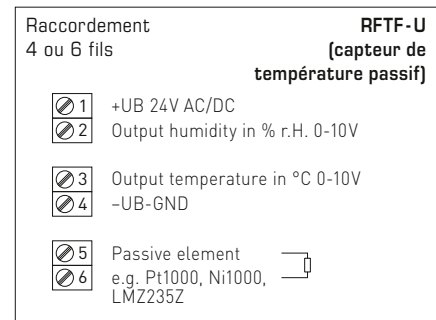 Raccordement RFTF-U
4 ou 6 fils (capteur de
température passif)
1 +UB 24V AC/DC
2 Output humidity in % r.H. 0-10V
3 Output temperature in °C 0-10V
4 –UB-GND
5 Passive element
6 e.g. Pt1000, Ni1000,
LMZ235Z